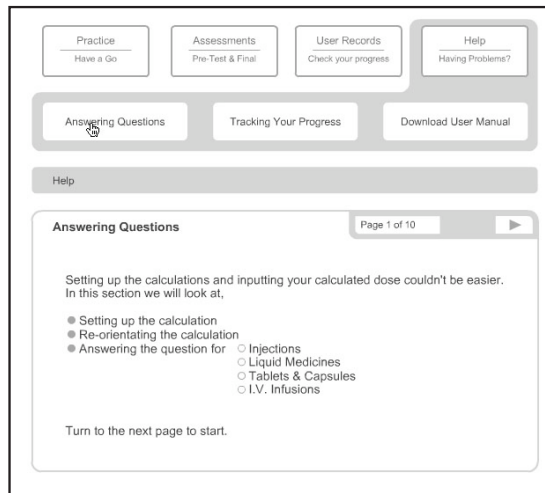 Practice
Have a Go
Assessments
Pre-Test & Final
User Records
Check your progress
Help
Having Problems?
Answering Questions
Tracking Your Progress
Download User Manual
Help
Answering Questions
Page 1 of 10
Setting up the calculations and inputting your calculated dose couldn't be easier.
In this section we will look at,
Setting up the calculation
Re-orientating the calculation
Answering the question for
Injections
Liquid Medicines
Tablets & Capsules
I.V. Infusions
Turn to the next page to start.